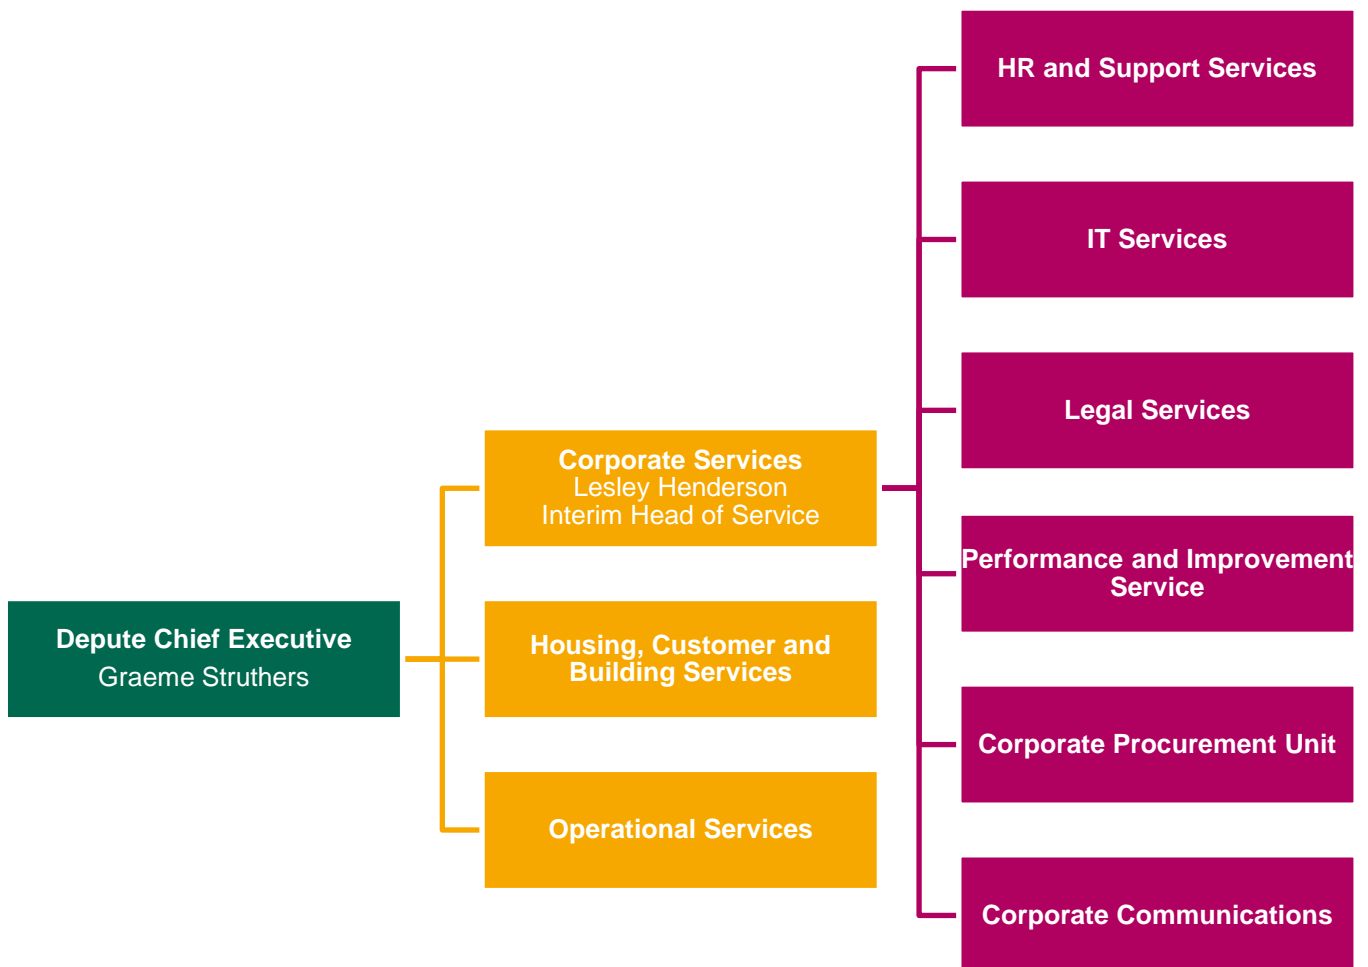 Depute Chief Executive
Graeme Struthers
Corporate Services
Lesley Henderson
Interim Head of Service
Housing, Customer and
Building Services
Operational Services
HR and Support Services
IT Services
Legal Services
Performance and Improvement
Service
Corporate Procurement Unit
Corporate Communications